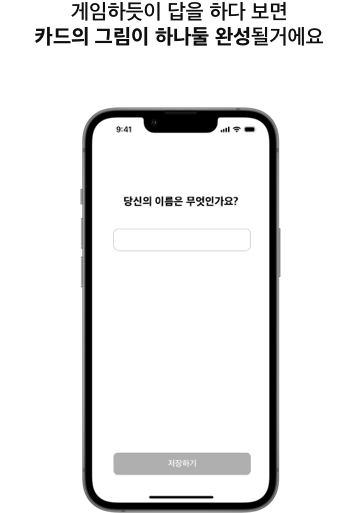 게임하듯이 답을 하다 보면
카드의 그림이 하나둘 완성될거에요
9:41
당신의 이름은 무엇인가요?
저장하기